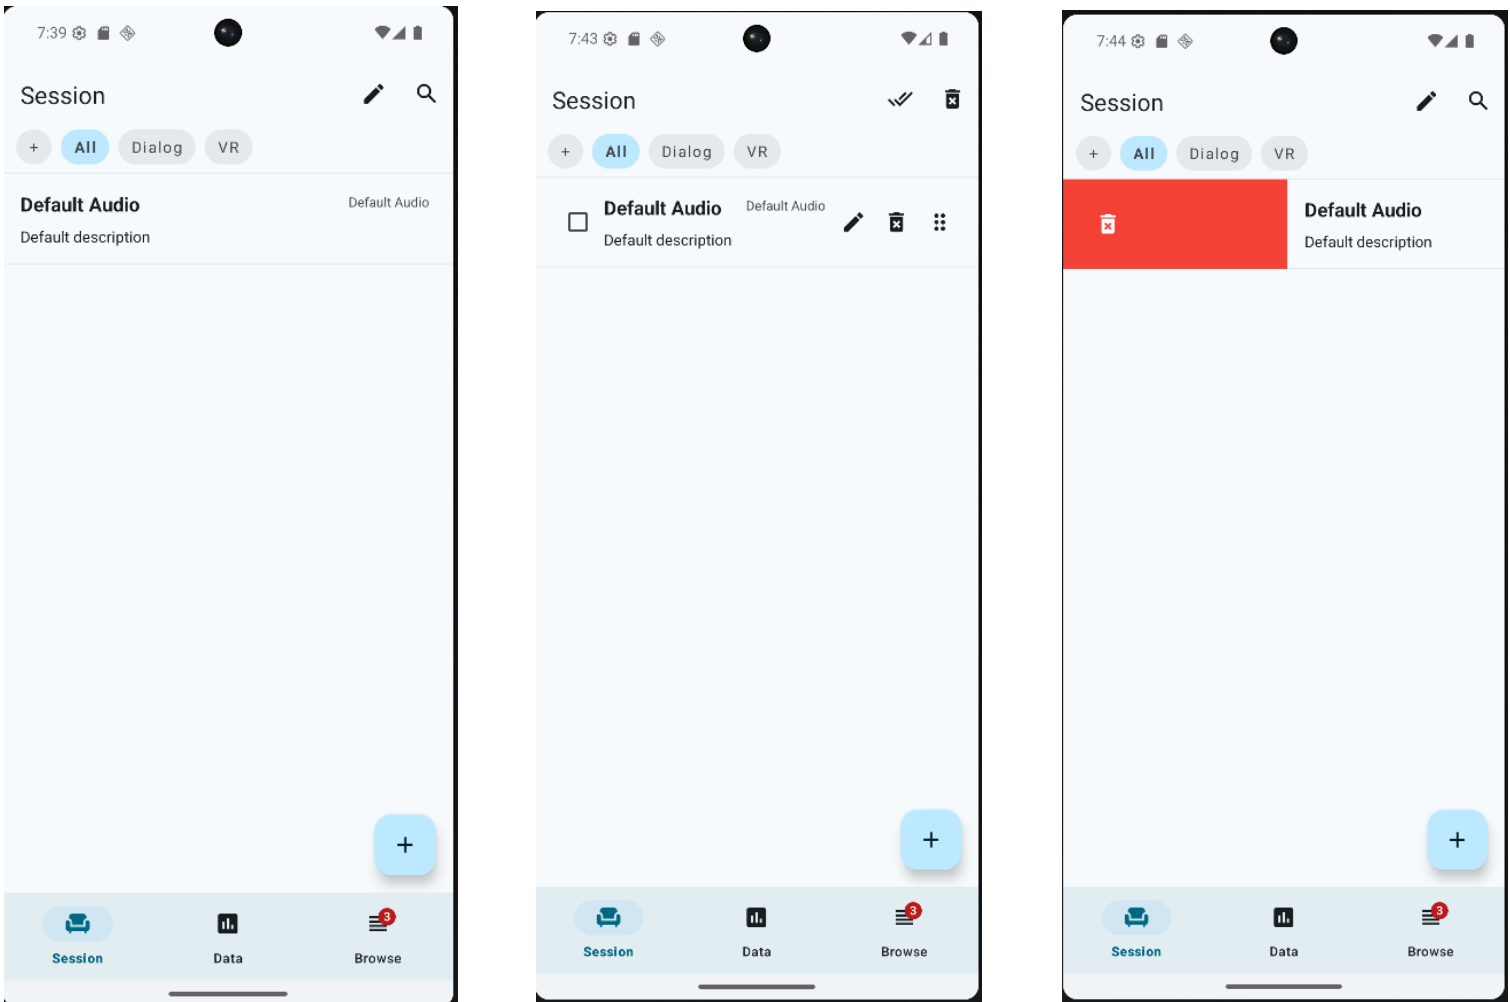 7:39
Session
+ All Dialog VR
Default Audio Default Audio
Default description
+
3
Session Data Browse
7:43
Session
+ All Dialog VR
Default Audio Default Audio
Default description
+
3
Session Data Browse
7:44
Session
+ All Dialog VR
Default Audio
Default description
+
3
Session Data Browse